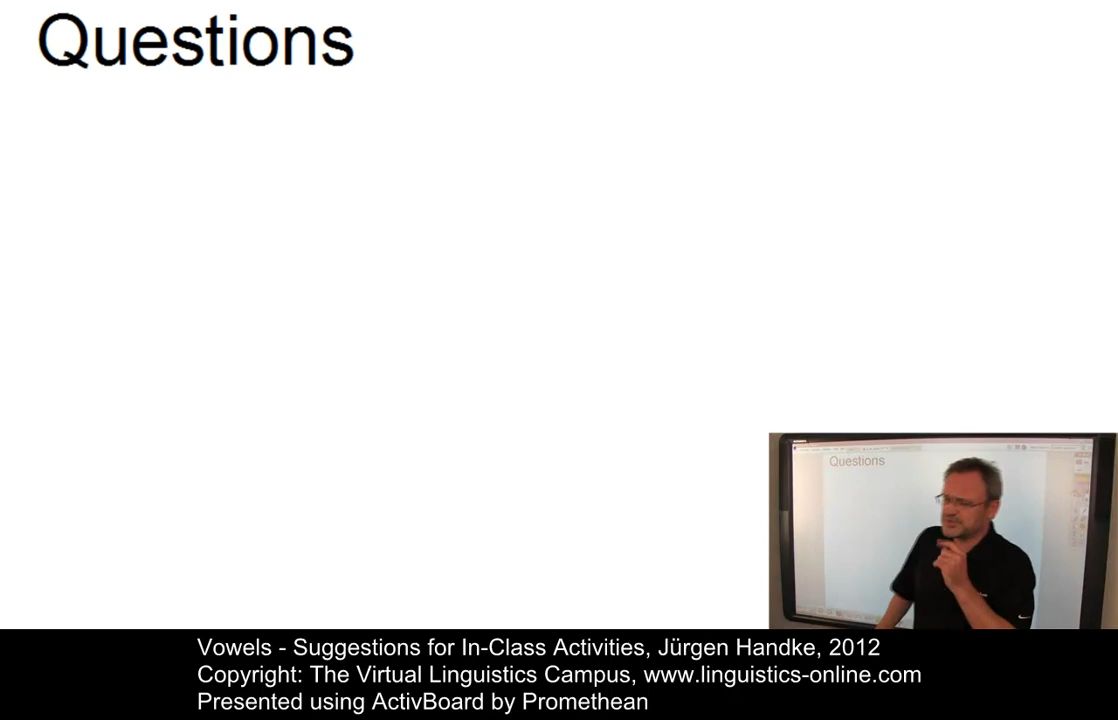 Questions
Questions
Vowels - Suggestions for In-Class Activities, Jürgen Handke, 2012
Copyright: The Virtual Linguistics Campus, www.linguistics-online.com
Presented using ActivBoard by Promethean